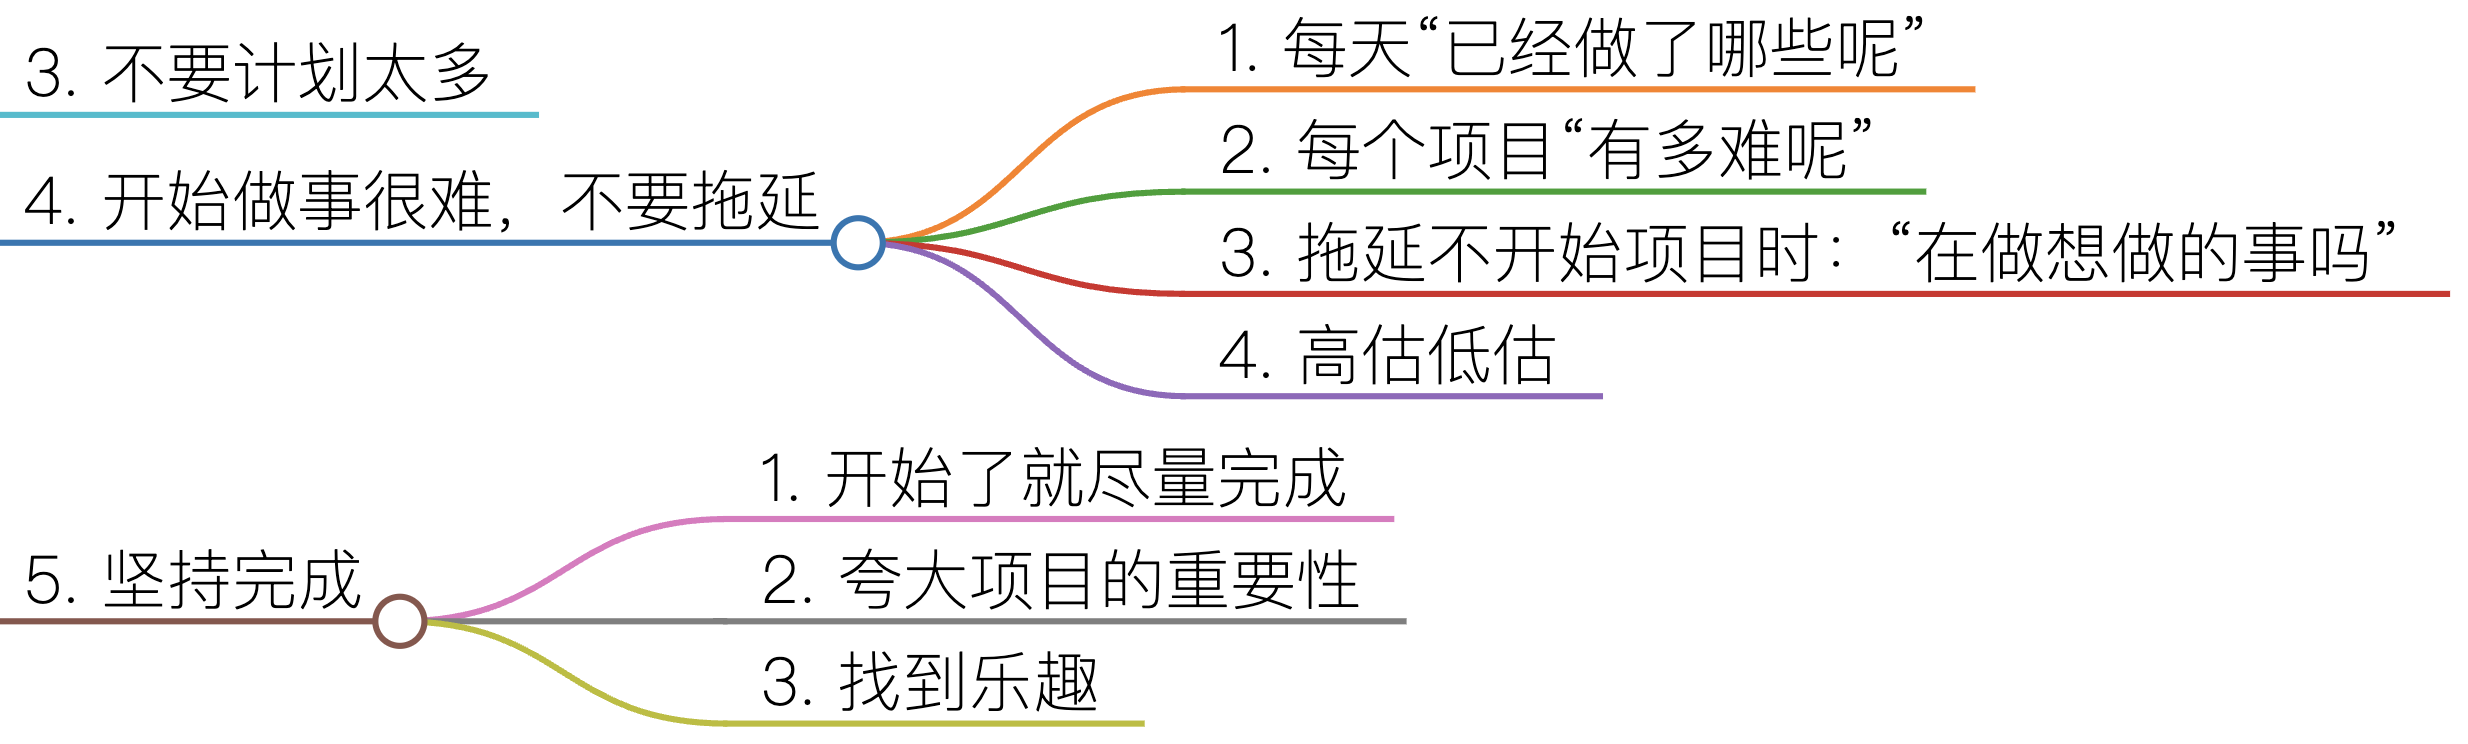 3. 不要计划太多
4. 开始做事很难， 不要拖延
1. 每天“已经做了哪些呢”
2. 每个项目“有多难呢”
3. 拖延不开始项目时：“在做想做的事吗”
4. 高估低估
5. 坚持完成
1. 开始了就尽量完成
2. 夸大项目的重要性
3. 找到乐趣